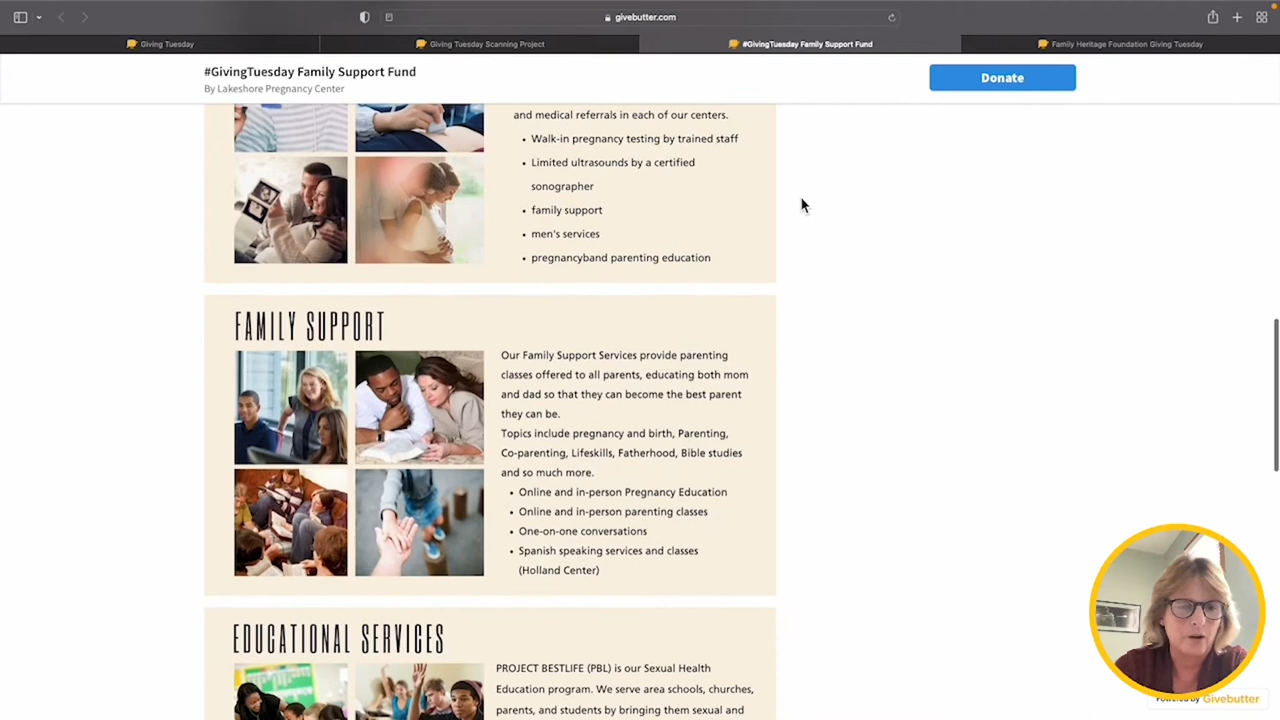 givebutter.com
Giving Tuesday
Giving Tuesday Scanning Project
#GivingTuesday Family Support Fund
Family Heritage Foundation Giving Tuesday
#GivingTuesday Family Support Fund
By Lakeshore Pregnancy Center
Donate
and medical referrals in each of our centers.
• Walk-in pregnancy testing by trained staff
• Limited ultrasounds by a certified
sonographer
• family support
• men's services
• pregnancyband parenting education
FAMILY SUPPORT
Our Family Support Services provide parenting
classes offered to all parents, educating both mom
and dad so that they can become the best parent
they can be.
Topics include pregnancy and birth, Parenting,
Co-parenting, Lifeskills, Fatherhood, Bible studies
and so much more.
• Online and in-person Pregnancy Education
• Online and in-person parenting classes
• One-on-one conversations
• Spanish speaking services and classes
(Holland Center)
EDUCATIONAL SERVICES
PROJECT BESTLIFE (PBL) is our Sexual Health
Education program. We serve area schools, churches,
parents, and students by bringing them sexual and
Powered by Givebutter